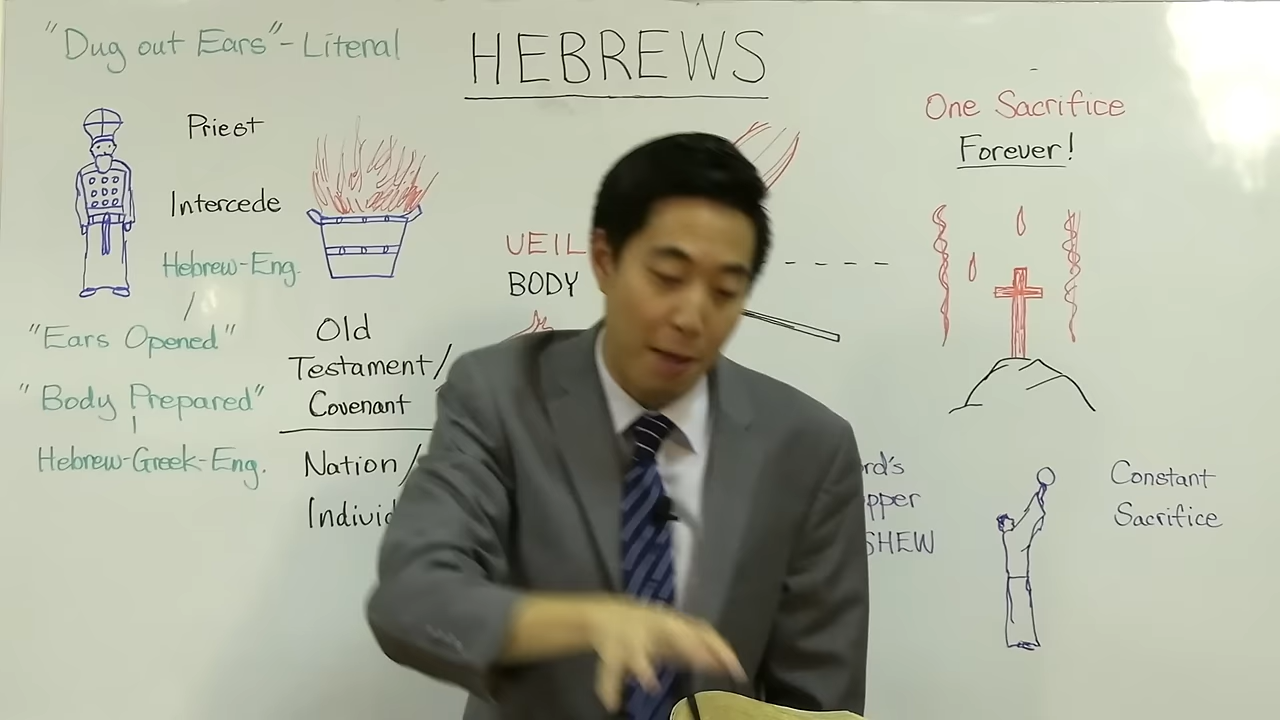 "Dug out Ears"-Literal
HEBREWS
Priest
Intercede
Hebrew-Eng.
"Ears Opened"
"Body Prepared"
Hebrew-Greek-Eng.
Old
Testament/
Covenant
Nation/
VEIL
BODY
One Sacrifice
Forever!
SHEW
Constant
Sacrifice